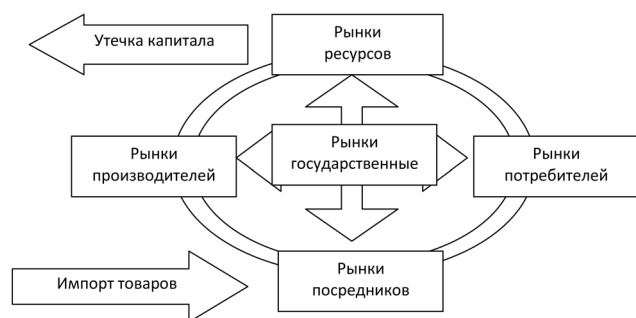 Утечка капитала
Рынки
ресурсов
Рынки
производителей
Рынки
государственные
Рынки
потребителей
Импорт товаров
Рынки
посредников